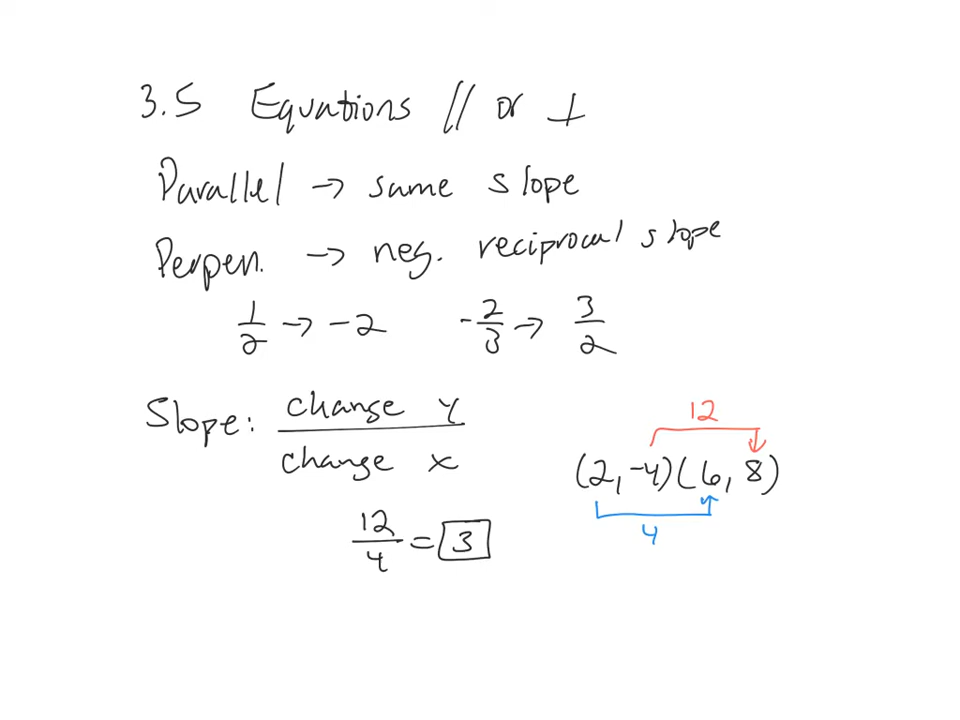 3.5 Equations // or ⊥
Parallel → same slope
Perpen. → neg. reciprocal slope
1/2 → -2    -2/3 → 3/2
Slope: change y / change x
12
(2, -4)(6, 8)
4
12/4 = 3